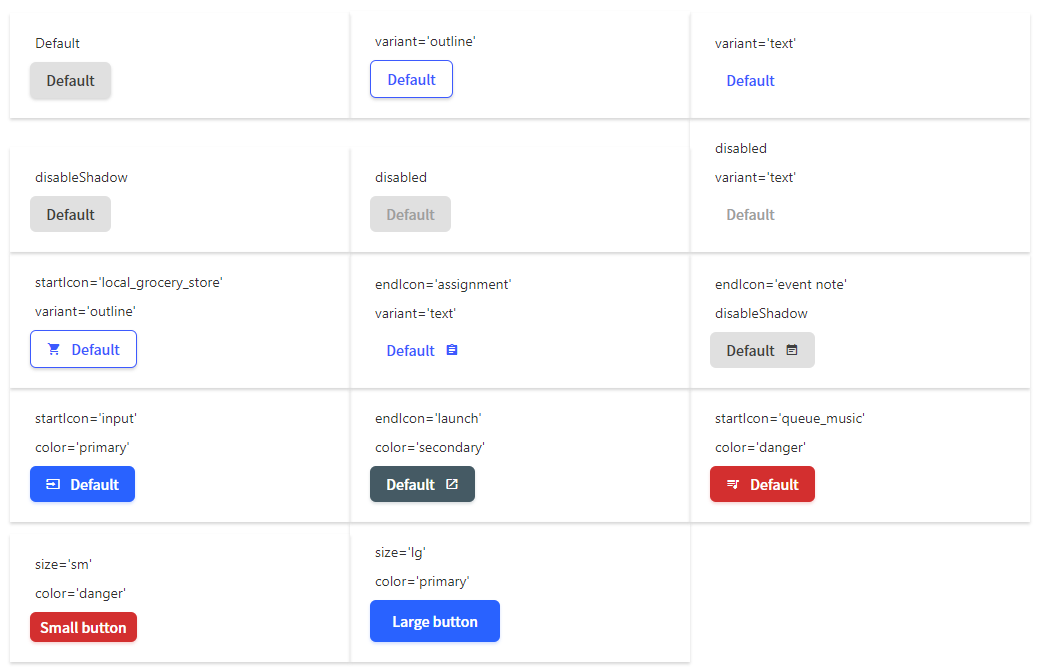 Default
Default
variant='outline'
Default
variant='text'
Default
disableShadow
Default
disabled
Default
disabled
variant='text'
Default
startIcon='local_grocery_store'
variant='outline'
Default
endIcon='assignment'
variant='text'
Default
endIcon='event note'
disableShadow
Default
startIcon='input'
color='primary'
Default
endIcon='launch'
color='secondary'
Default
startIcon='queue_music'
color='danger'
Default
size='sm'
color='danger'
Small button
size='lg'
color='primary'
Large button